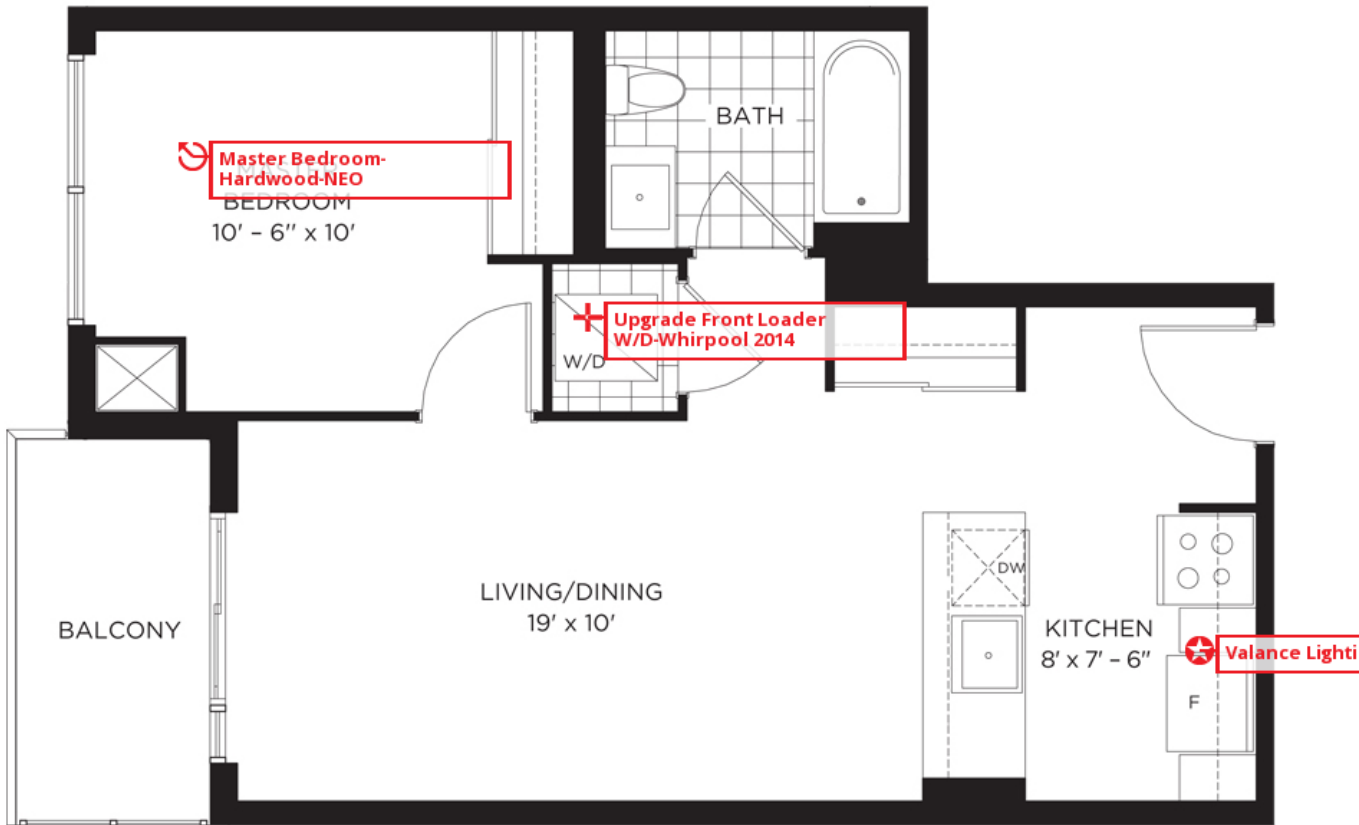 BATH
Master Bedroom-
Hardwood-NEO
MASTER
BEDROOM
10' - 6" x 10'
Upgrade Front Loader
W/D-Whirpool 2014
W/D
LIVING/DINING
19' x 10'
DW
BALCONY
KITCHEN
8' x 7' - 6"
Valance Lighti
F